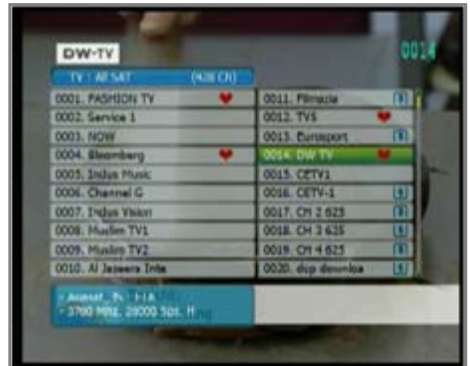 DW-TV
0014
TV : All SAT (428 Ch)
0001. FASHION TV
0002. Service 1
0003. NOW
0004. Bloomberg
0005. Indus Music
0006. Channel G
0007. Indus Vision
0008. Muslim TV1
0009. Muslim TV2
0010. Al Jazeera Inte
0011. Filmazia
0012. TV5
0013. Eurosport
0014. DW TV
0015. CETV1
0016. CETV-1
0017. CH 2 625
0018. CH 3 625
0019. CH 4 625
0020. dsp downloa
3760 MHz, 26000 Sps, H